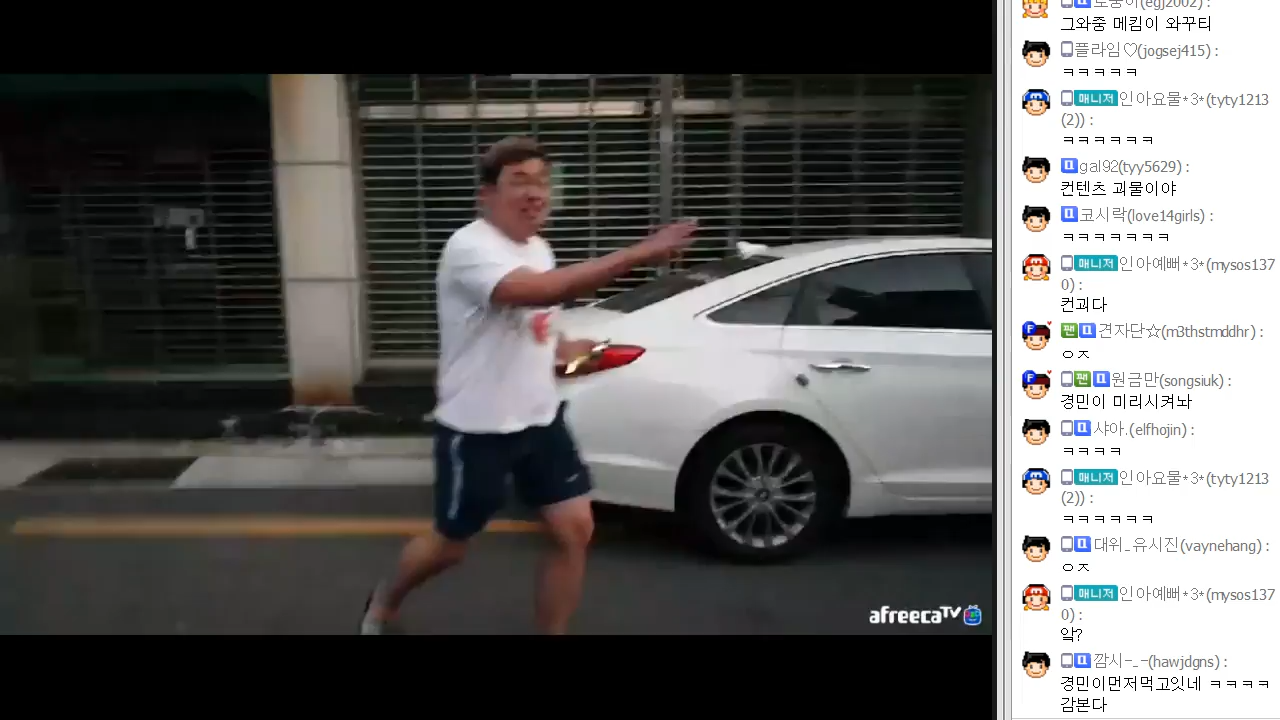 afreecaTV
그와중 메킴이 와꾸티
플라임♡(jogsej415) :
ㅋㅋㅋㅋㅋ
매니저 인아요물*3*(tyty1213
(2)) :
ㅋㅋㅋㅋㅋㅋ
gal92(tyy5629) :
컨텐츠 괴물이야
코시락(love14girls) :
ㅋㅋㅋㅋㅋㅋㅋ
매니저 인아예뻐*3*(mysos137
0) :
컨괴다
팬 견자단☆(m3thstmddhr) :
ㅇㅈ
팬 원금만(songsiuk) :
경민이 미리시켜놔
샤아.(elfhojin) :
ㅋㅋㅋㅋ
매니저 인아요물*3*(tyty1213
(2)) :
ㅋㅋㅋㅋㅋㅋ
대위_유시진(vaynehang) :
ㅇㅈ
매니저 인아예뻐*3*(mysos137
0) :
앜?
깜시-_-(hawjdgns) :
경민이먼저먹고잇네 ㅋㅋㅋㅋ
감본다